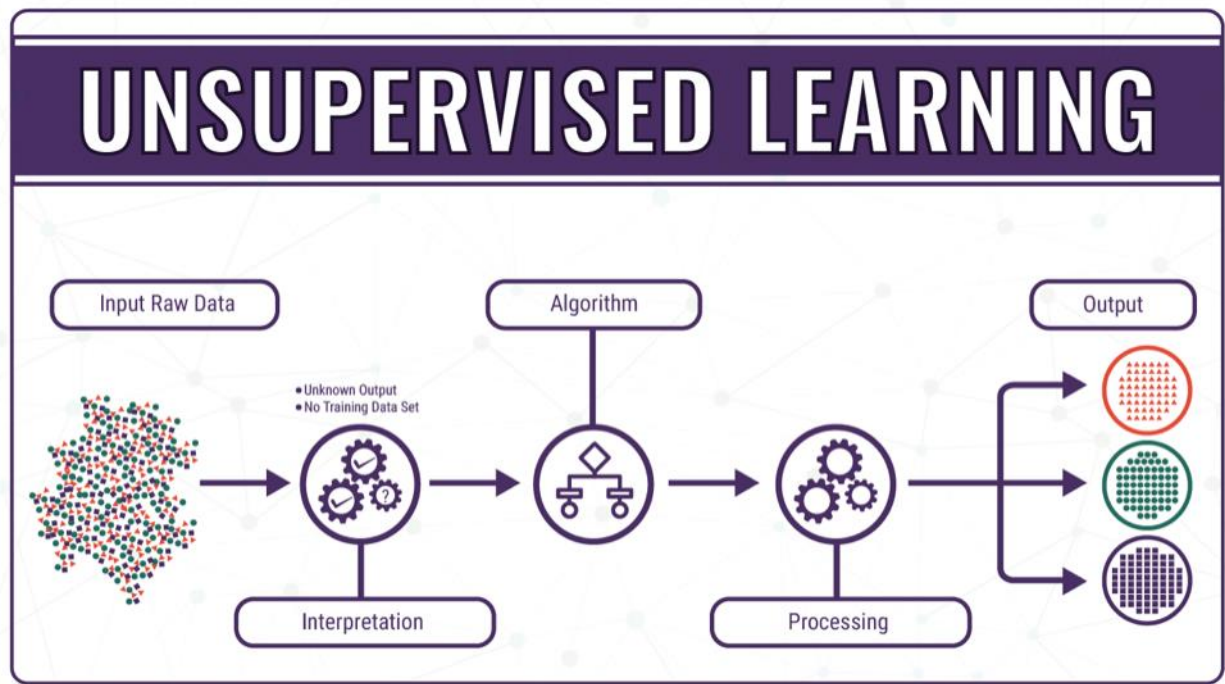 UNSUPERVISED LEARNING
Input Raw Data
Algorithm
Output
• Unknown Output
• No Training Data Set
?
Interpretation
Processing